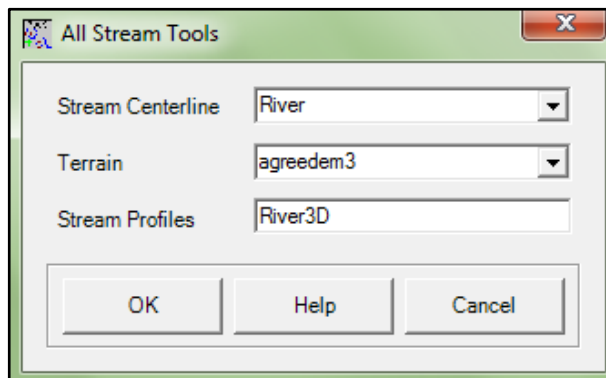 All Stream Tools
Stream Centerline River
Terrain agreedem3
Stream Profiles River3D
OK Help Cancel